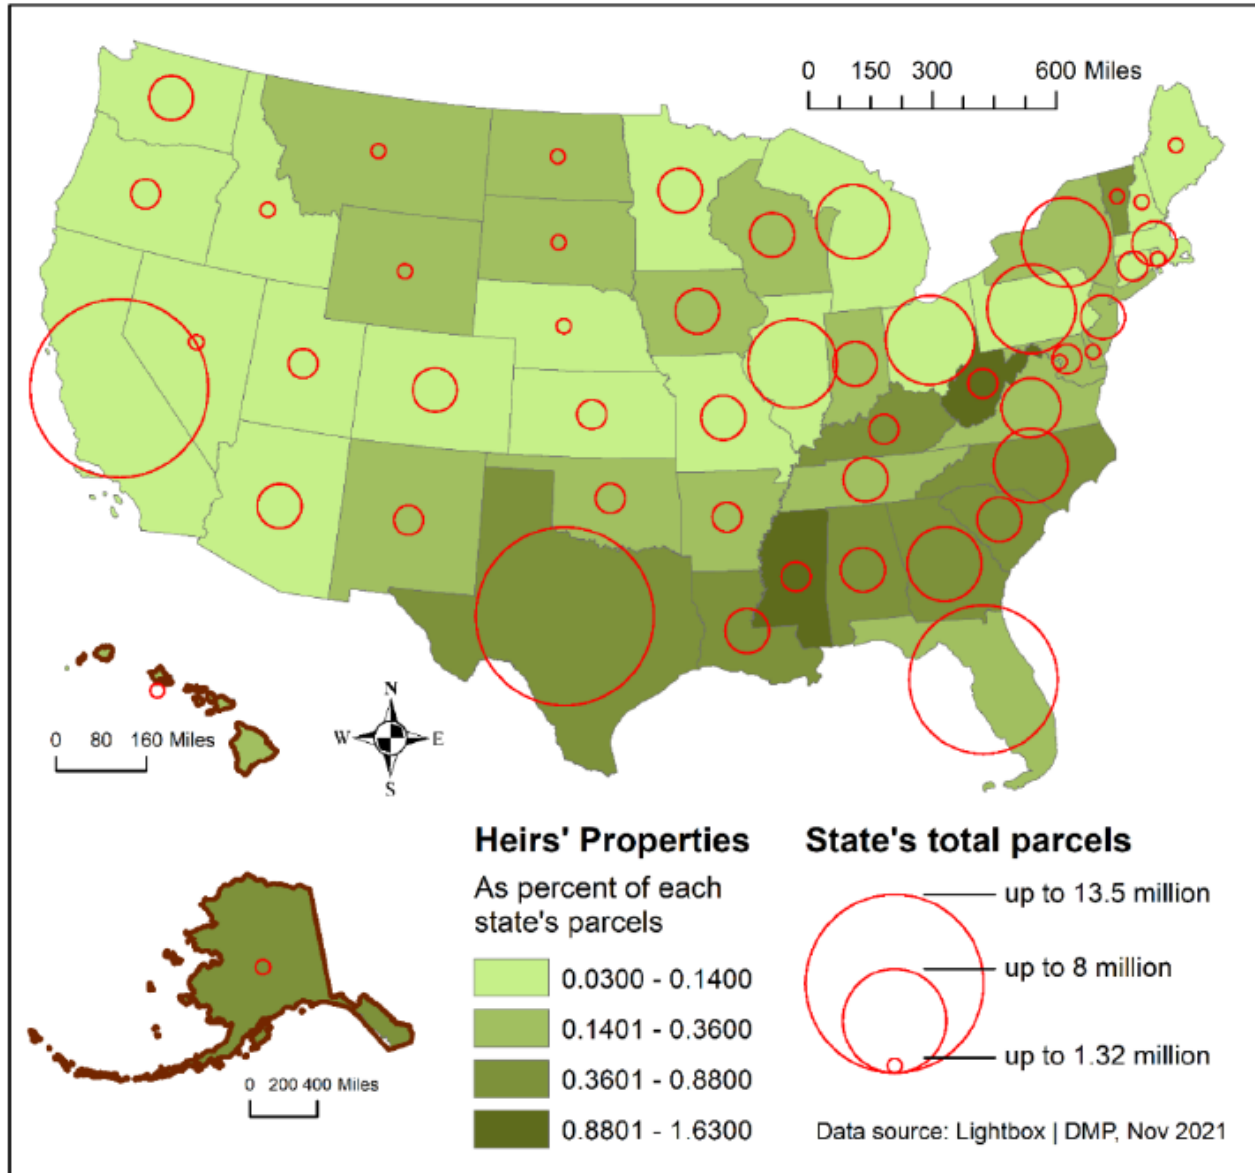 0 150 300 600 Miles
N
W E
S
0 80 160 Miles
Heirs' Properties
As percent of each
state's parcels
0.0300 - 0.1400
0.1401 - 0.3600
0.3601 - 0.8800
0.8801 - 1.6300
State's total parcels
up to 13.5 million
up to 8 million
up to 1.32 million
0 200 400 Miles
Data source: Lightbox | DMP, Nov 2021